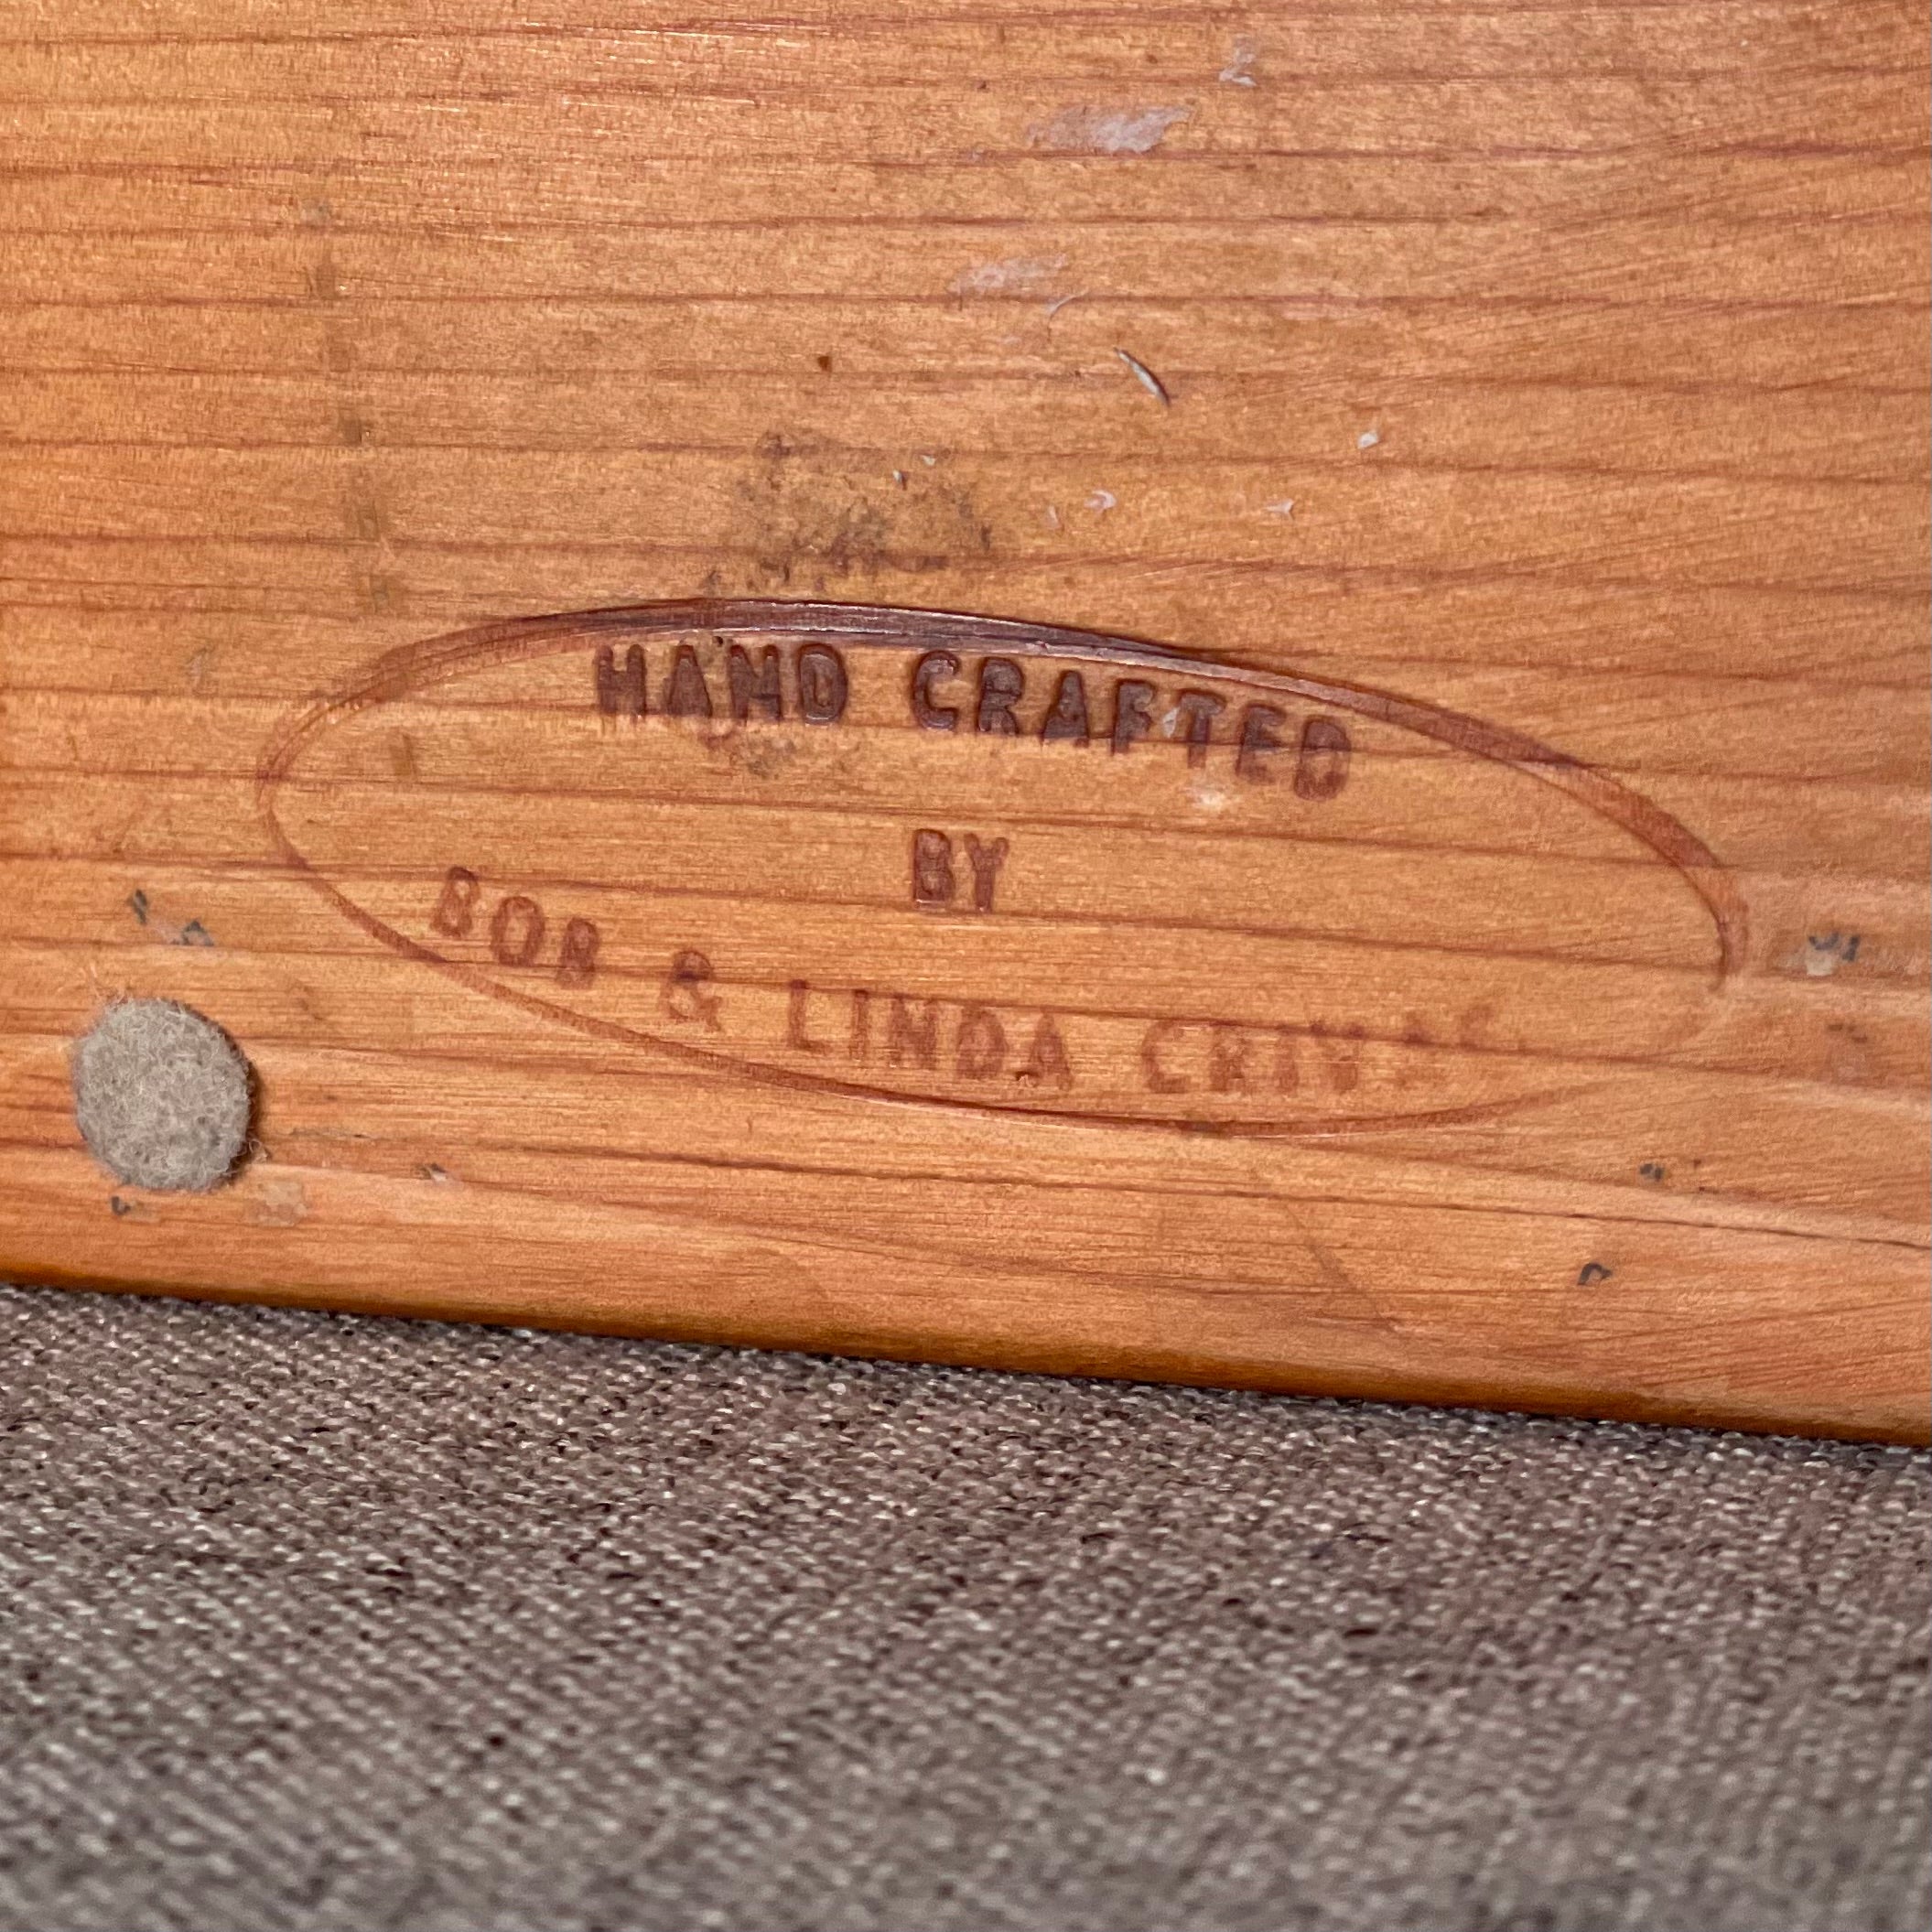 HAND CRAFTED
BY
BOB & LINDA